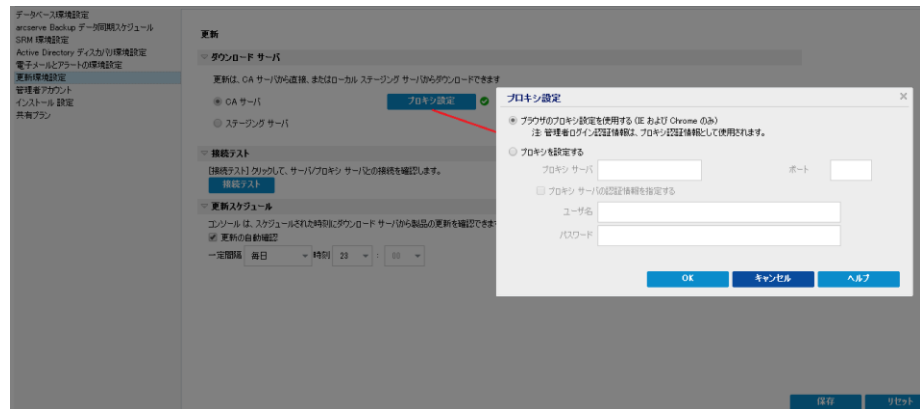 データベース環境設定
arcserve Backup データ同期スケジュール
SRM 環境設定
Active Directory ディスカバリ環境設定
電子メールとアラートの環境設定
更新環境設定
管理者アカウント
インストール 設定
共有プラン
更新
ダウンロード サーバ
更新は、CA サーバから直接、またはローカル ステージング サーバからダウンロードできます
CA サーバ
プロキシ設定
ステージング サーバ
接続テスト
[接続テスト] クリックして、サーバ/プロキシ サーバとの接続を確認します。
接続テスト
更新スケジュール
コンソール は、スケジュールされた時刻にダウンロード サーバから製品の更新を確認できま
更新の自動確認
一定間隔 毎日 時刻 23 : 00
プロキシ設定
ブラウザのプロキシ設定を使用する (IE および Chrome のみ)
注: 管理者ログイン認証情報は、プロキシ認証情報として使用されます。
プロキシを設定する
プロキシ サーバ ポート
プロキシ サーバの認証情報を指定する
ユーザ名
パスワード
OK キャンセル ヘルプ
保存 リセット